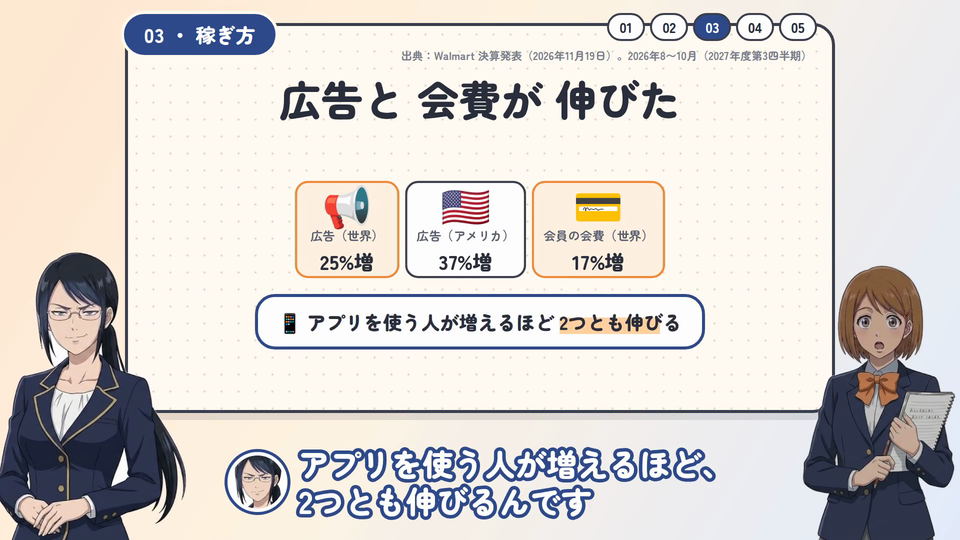 03 ・ 稼ぎ方
01 02 03 04 05
出典：Walmart 決算発表（2026年11月19日）。2026年8〜10月（2027年度第3四半期）
広告と 会費が 伸びた
広告（世界）
25%増
広告（アメリカ）
37%増
会員の会費（世界）
17%増
アプリを使う人が増えるほど 2つとも伸びる
アプリを使う人が増えるほど、
2つとも伸びるんです